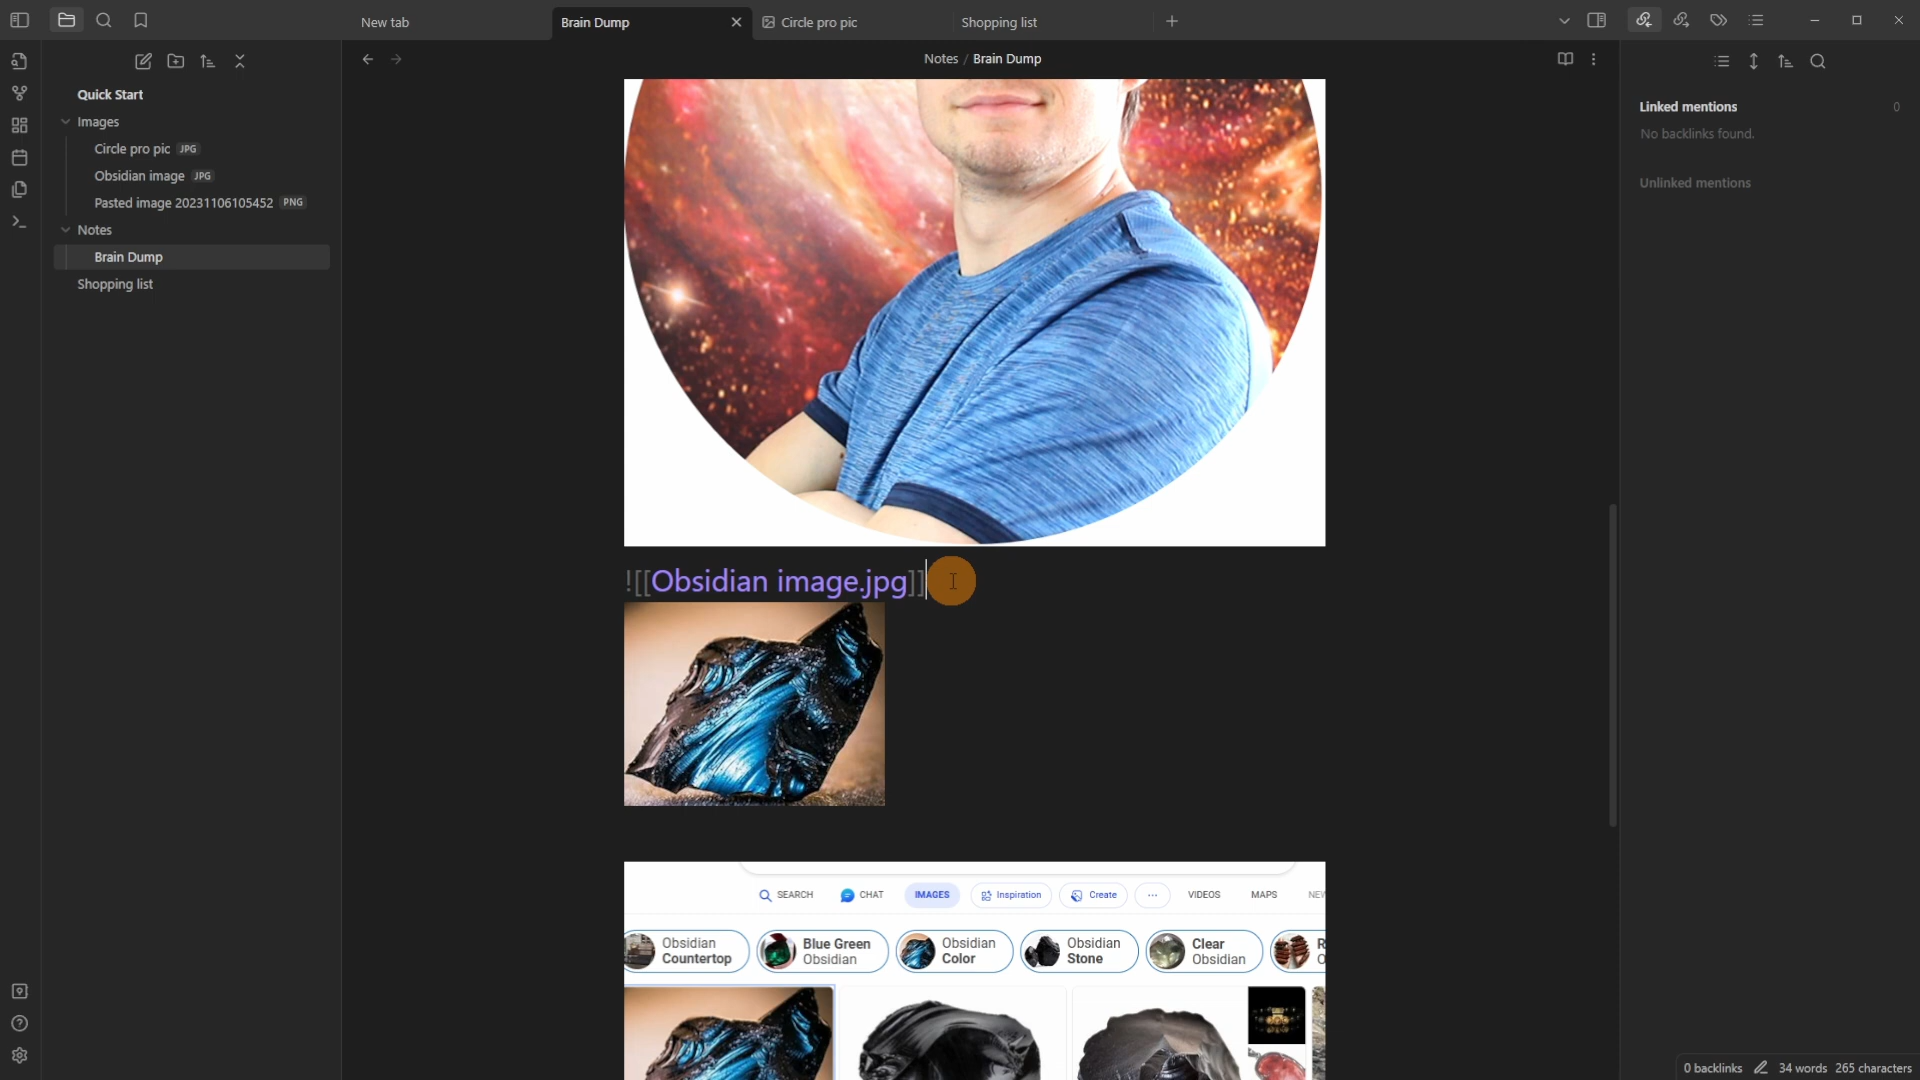 New tab
Brain Dump
Circle pro pic
Shopping list
Notes / Brain Dump
Quick Start
Images
Circle pro pic JPG
Obsidian image JPG
Pasted image 20231106105452 PNG
Notes
Brain Dump
Shopping list
![[Obsidian image.jpg]]
SEARCH CHAT IMAGES Inspiration Create ... VIDEOS MAPS NEW
Obsidian Countertop
Blue Green Obsidian
Obsidian Color
Obsidian Stone
Clear Obsidian
R
O
Linked mentions 0
No backlinks found.
Unlinked mentions
0 backlinks 34 words 265 characters